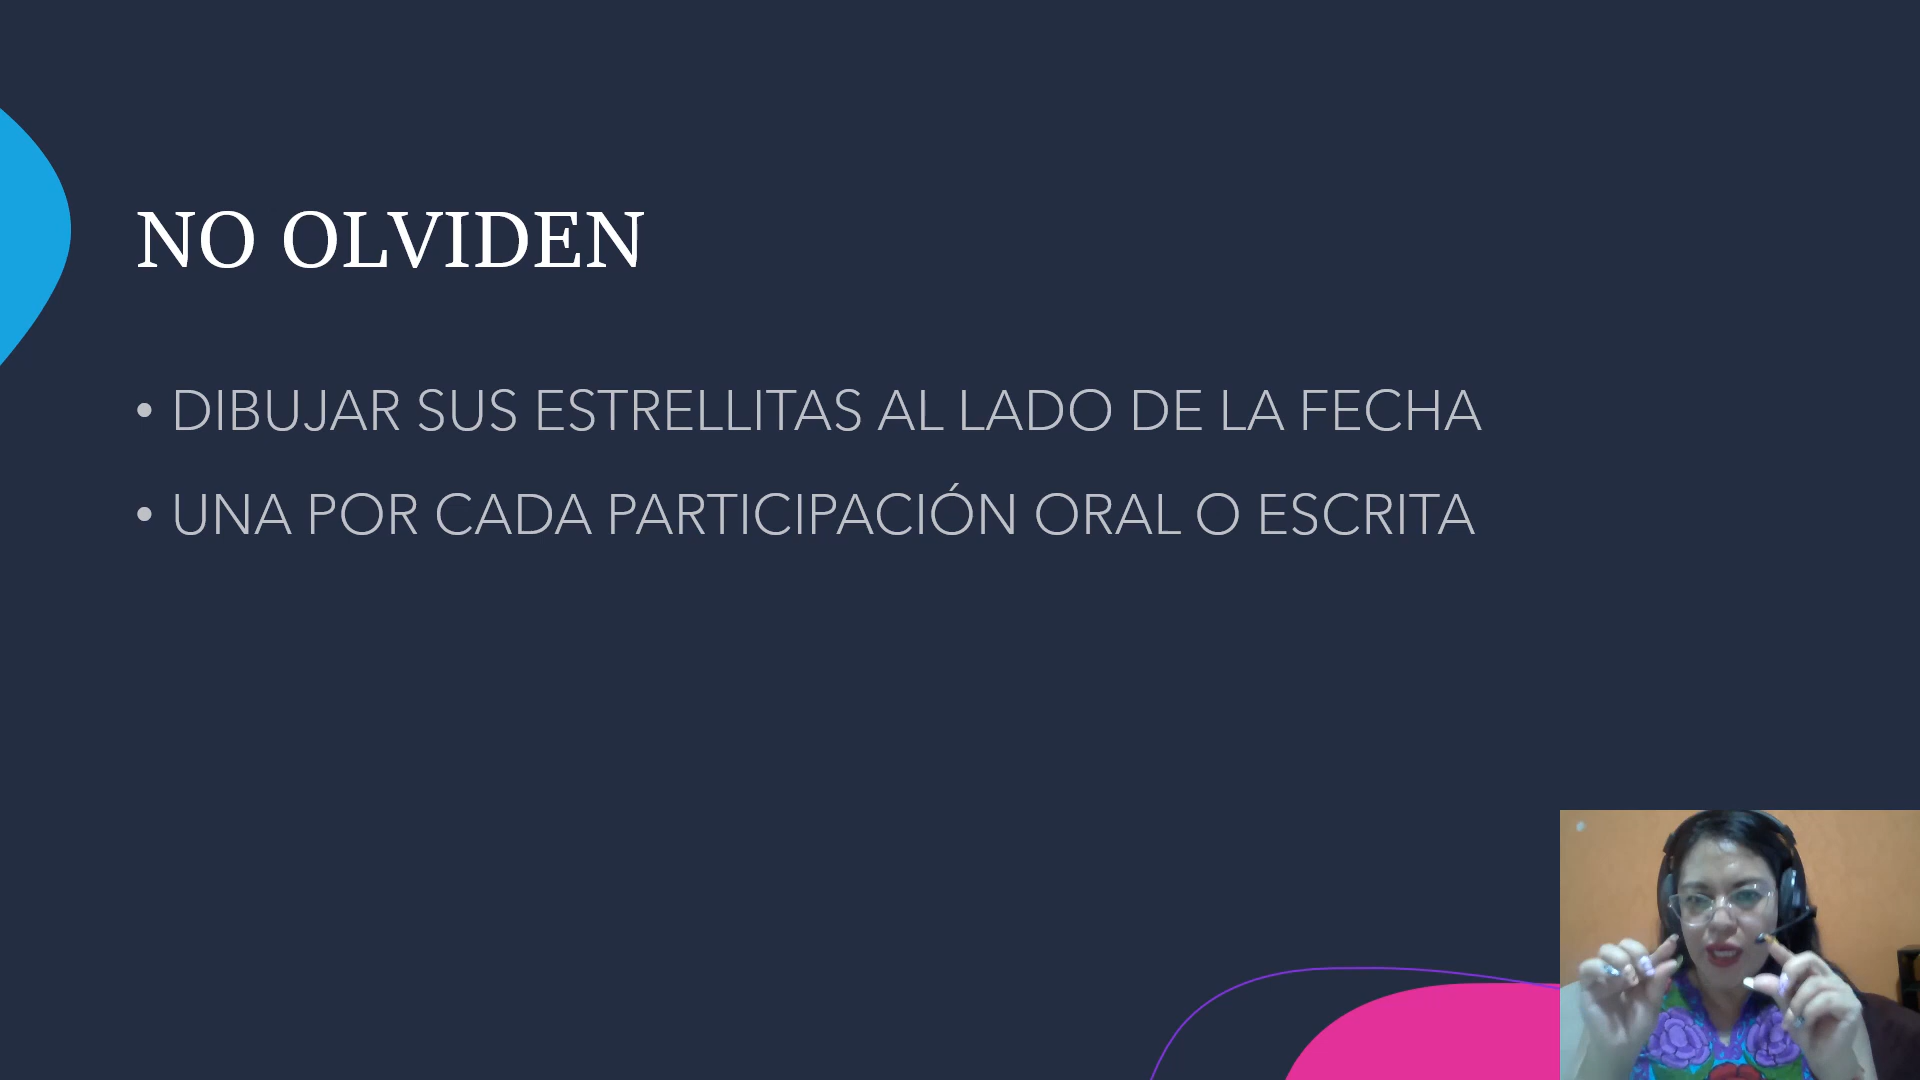 NO OLVIDEN
• DIBUJAR SUS ESTRELLITAS AL LADO DE LA FECHA
• UNA POR CADA PARTICIPACIÓN ORAL O ESCRITA